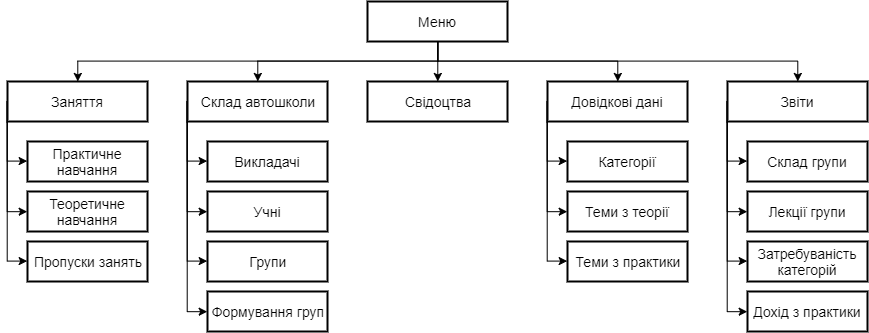 Меню
Заняття
Практичне
навчання
Теоретичне
навчання
Пропуски занять
Склад автошколи
Викладачі
Учні
Групи
Формування груп
Свідоцтва
Довідкові дані
Категорії
Теми з теорії
Теми з практики
Звіти
Склад групи
Лекції групи
Затребуваність
категорій
Дохід з практики